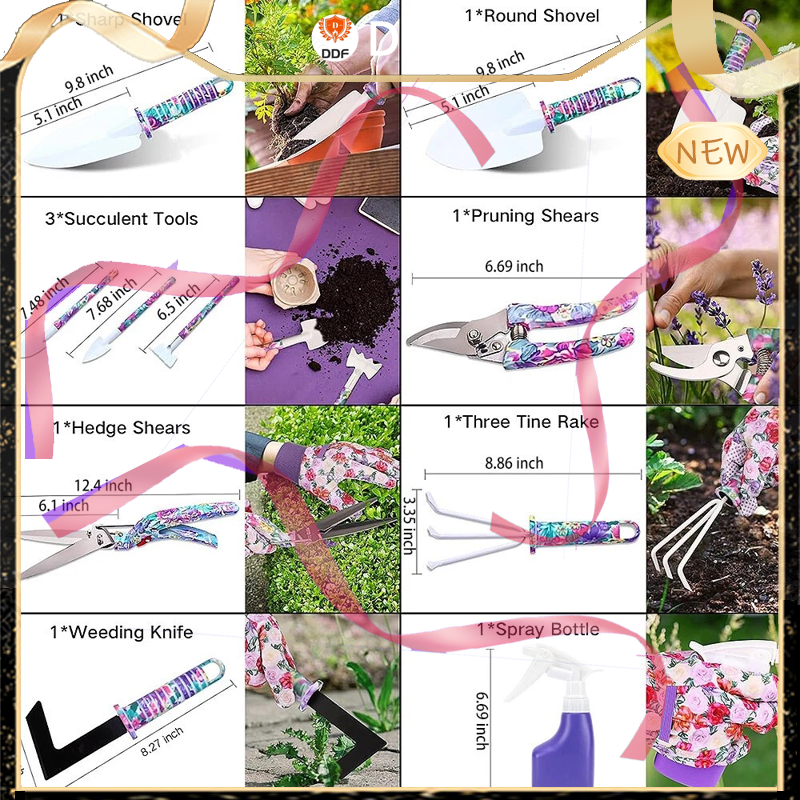 Sharp Shovel
9.8 inch
5.1 inch
DDF
D
1*Round Shovel
9.8 inch
5.1 inch
NEW
3*Succulent Tools
7.48 inch
7.68 inch
6.5 inch
1*Pruning Shears
6.69 inch
1*Hedge Shears
12.4 inch
6.1 inch
1*Three Tine Rake
8.86 inch
3.35 inch
1*Weeding Knife
8.27 inch
1*Spray Bottle
6.69 inch